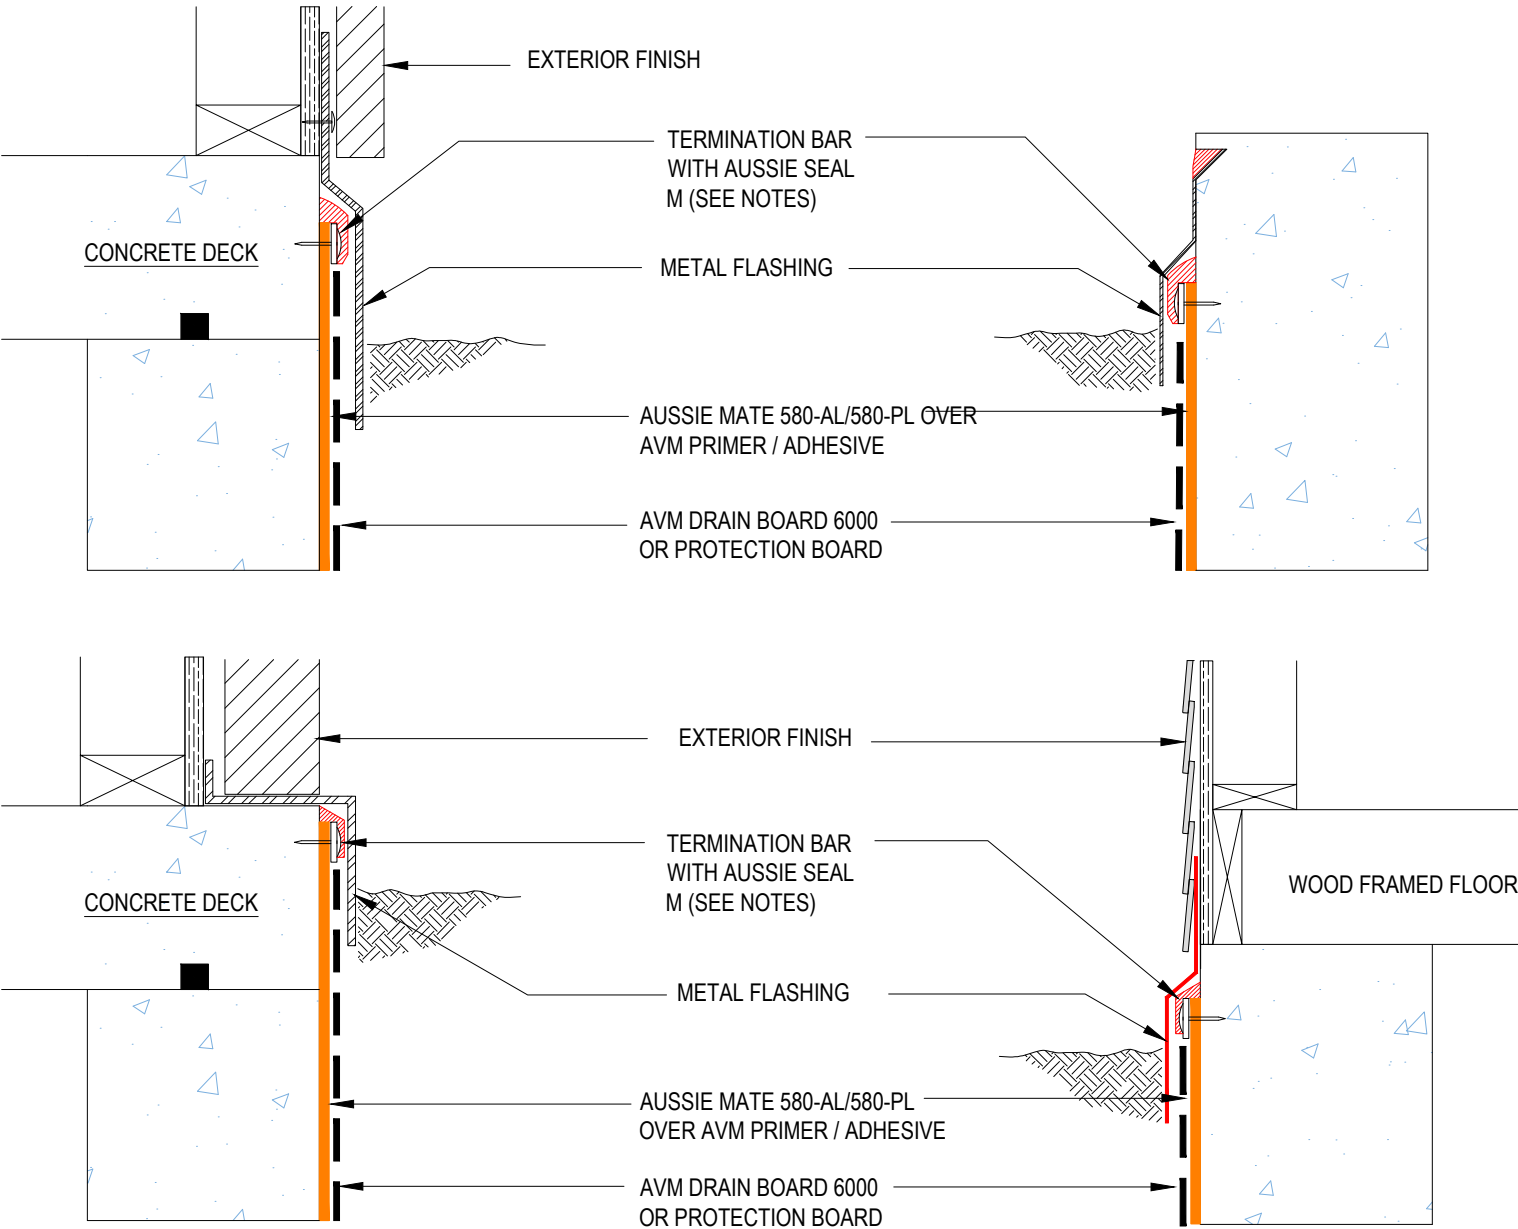 EXTERIOR FINISH
TERMINATION BAR
WITH AUSSIE SEAL
M (SEE NOTES)
CONCRETE DECK
METAL FLASHING
AUSSIE MATE 580-AL/580-PL OVER
AVM PRIMER / ADHESIVE
AVM DRAIN BOARD 6000
OR PROTECTION BOARD
EXTERIOR FINISH
TERMINATION BAR
WITH AUSSIE SEAL
M (SEE NOTES)
CONCRETE DECK
WOOD FRAMED FLOOR
METAL FLASHING
AUSSIE MATE 580-AL/580-PL
OVER AVM PRIMER / ADHESIVE
AVM DRAIN BOARD 6000
OR PROTECTION BOARD